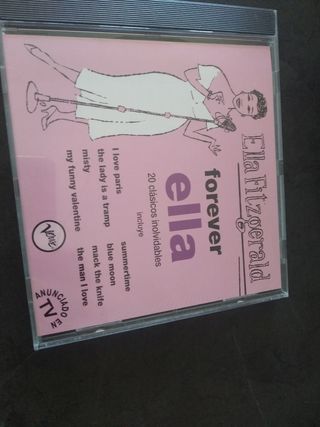 Ella Fitzgerald
forever
ella
20 clásicos inolvidables
incluye
summertime
blue moon
mack the knife
the man I love
I love paris
the lady is a tramp
misty
my funny valentine
Verve
ANUNCIADO EN
TV